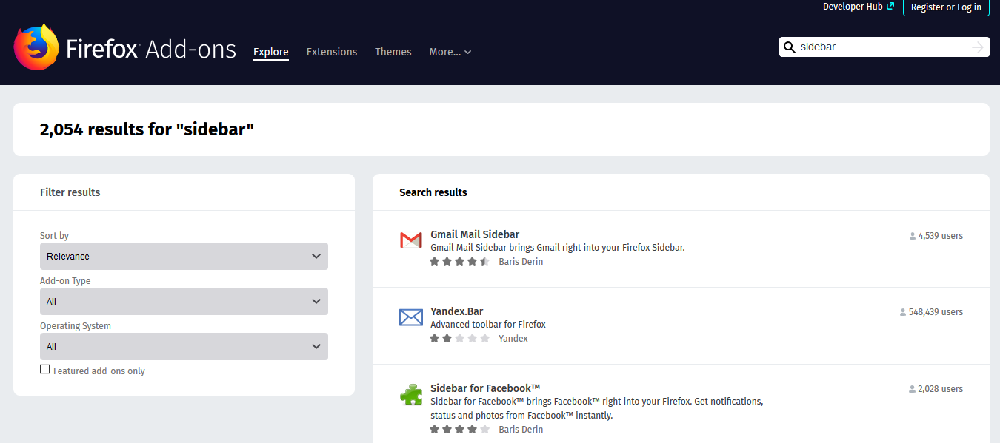 Developer Hub
Register or Log in
Firefox Add-ons
Explore
Extensions
Themes
More...
sidebar
2,054 results for "sidebar"
Filter results
Sort by
Relevance
Add-on Type
All
Operating System
All
Featured add-ons only
Search results
Gmail Mail Sidebar
4,539 users
Gmail Mail Sidebar brings Gmail right into your Firefox Sidebar.
Baris Derin
Yandex.Bar
548,439 users
Advanced toolbar for Firefox
Yandex
Sidebar for Facebook™
2,028 users
Sidebar for Facebook™ brings Facebook™ right into your Firefox. Get notifications,
status and photos from Facebook™ instantly.
Baris Derin